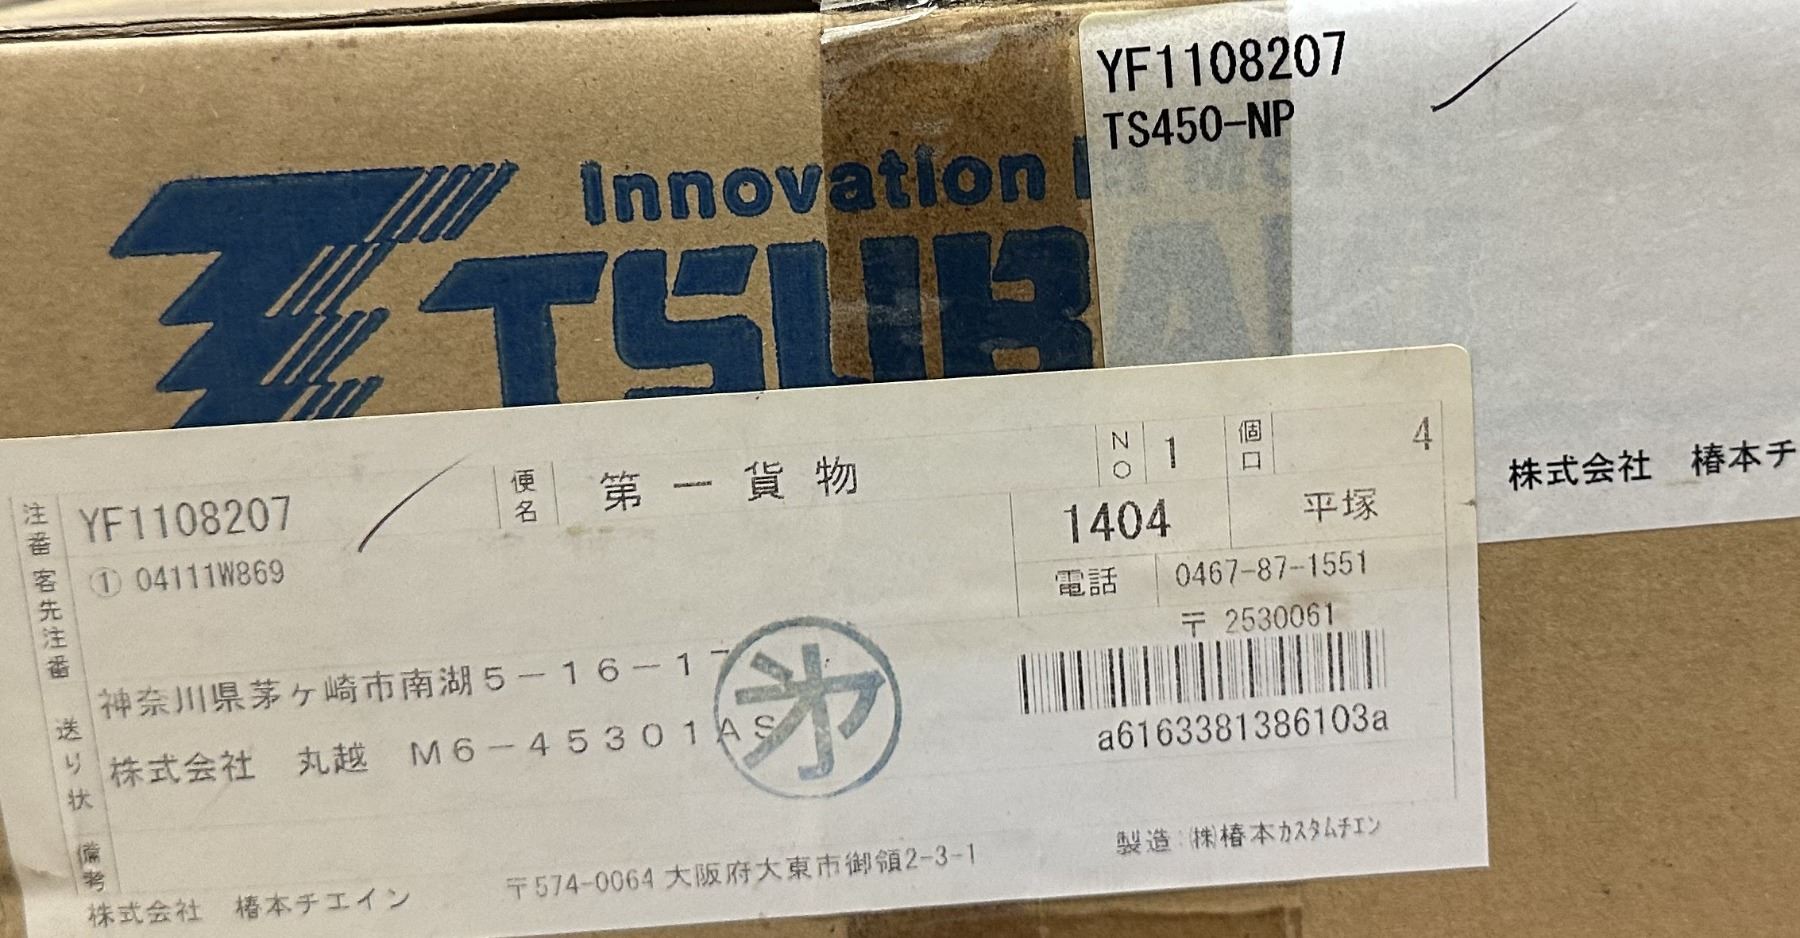 YF1108207
TS450-NP
Innovation
TSUBA
株式会社 椿本チ
便名 第一貨物
NO 1 個口 4
注番 YF1108207
1404 平塚
客先注番 ① 04111W869
電話 0467-87-1551
〒 2530061
送り状
神奈川県茅ヶ崎市南湖5-16-1
株式会社 丸越 M6-45301AS
a6163381386103a
備考
製造:㈱椿本カスタムチエン
株式会社 椿本チエイン 〒574-0064 大阪府大東市御領2-3-1